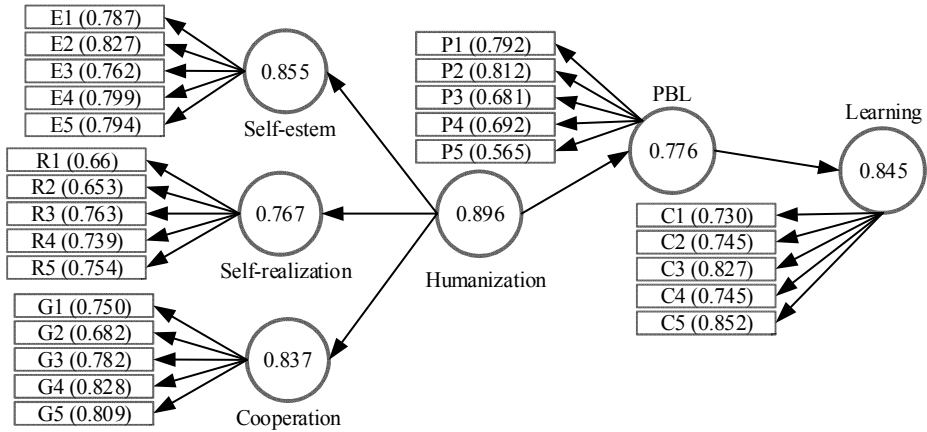 E1 (0.787)
E2 (0.827)
E3 (0.762)
E4 (0.799)
E5 (0.794)
0.855
Self-estem
R1 (0.66)
R2 (0.653)
R3 (0.763)
R4 (0.739)
R5 (0.754)
0.767
Self-realization
G1 (0.750)
G2 (0.682)
G3 (0.782)
G4 (0.828)
G5 (0.809)
0.837
Cooperation
0.896
Humanization
P1 (0.792)
P2 (0.812)
P3 (0.681)
P4 (0.692)
P5 (0.565)
PBL
0.776
Learning
0.845
C1 (0.730)
C2 (0.745)
C3 (0.827)
C4 (0.745)
C5 (0.852)